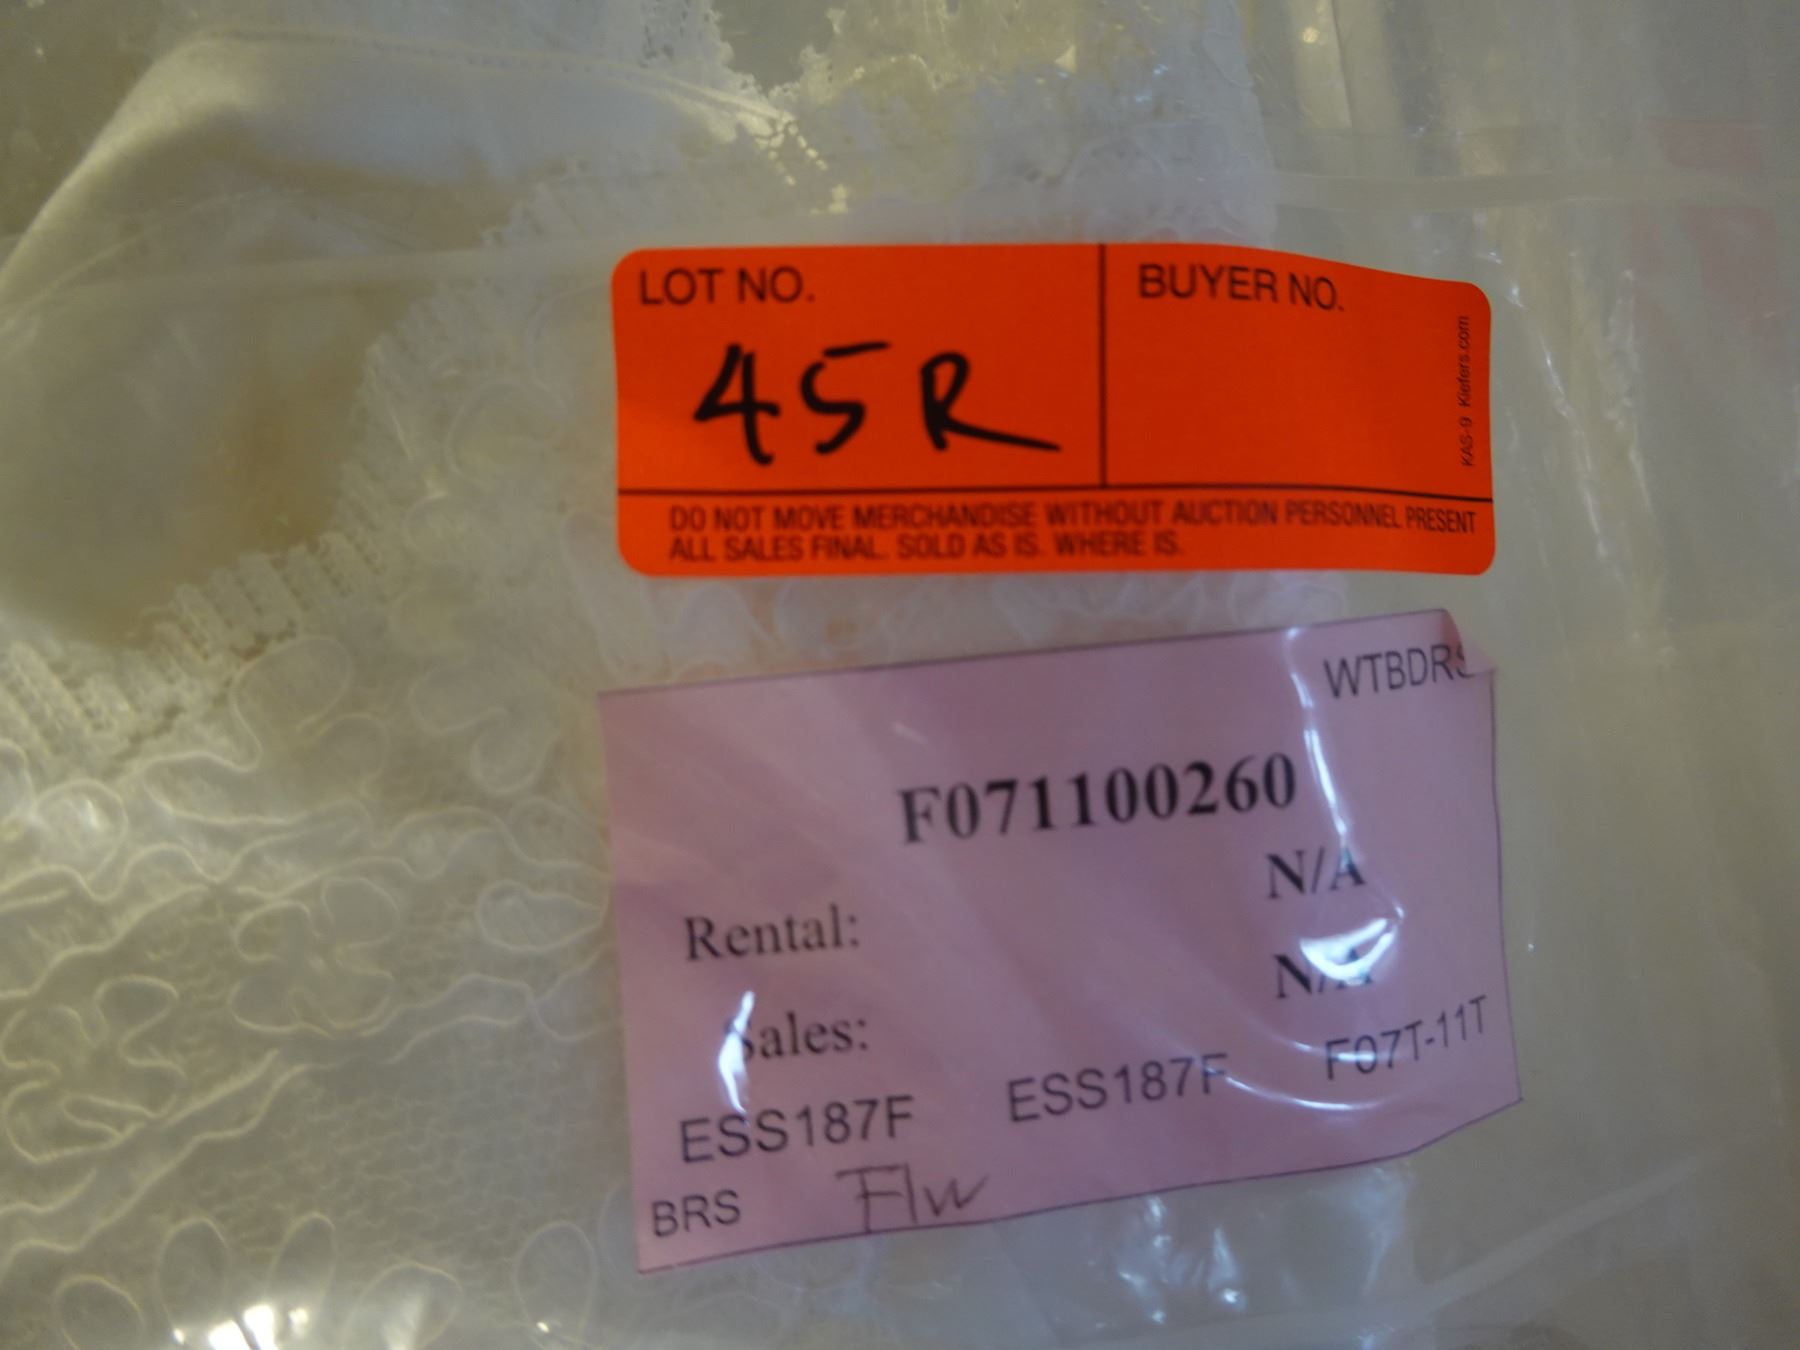 LOT NO.
BUYER NO.
45R
KAS-9 Kiefers.com
DO NOT MOVE MERCHANDISE WITHOUT AUCTION PERSONNEL PRESENT
ALL SALES FINAL. SOLD AS IS. WHERE IS.
WTBDRS
F071100260
N/A
Rental:
N/A
Sales:
ESS187F ESS187F F07T-11T
BRS Flw